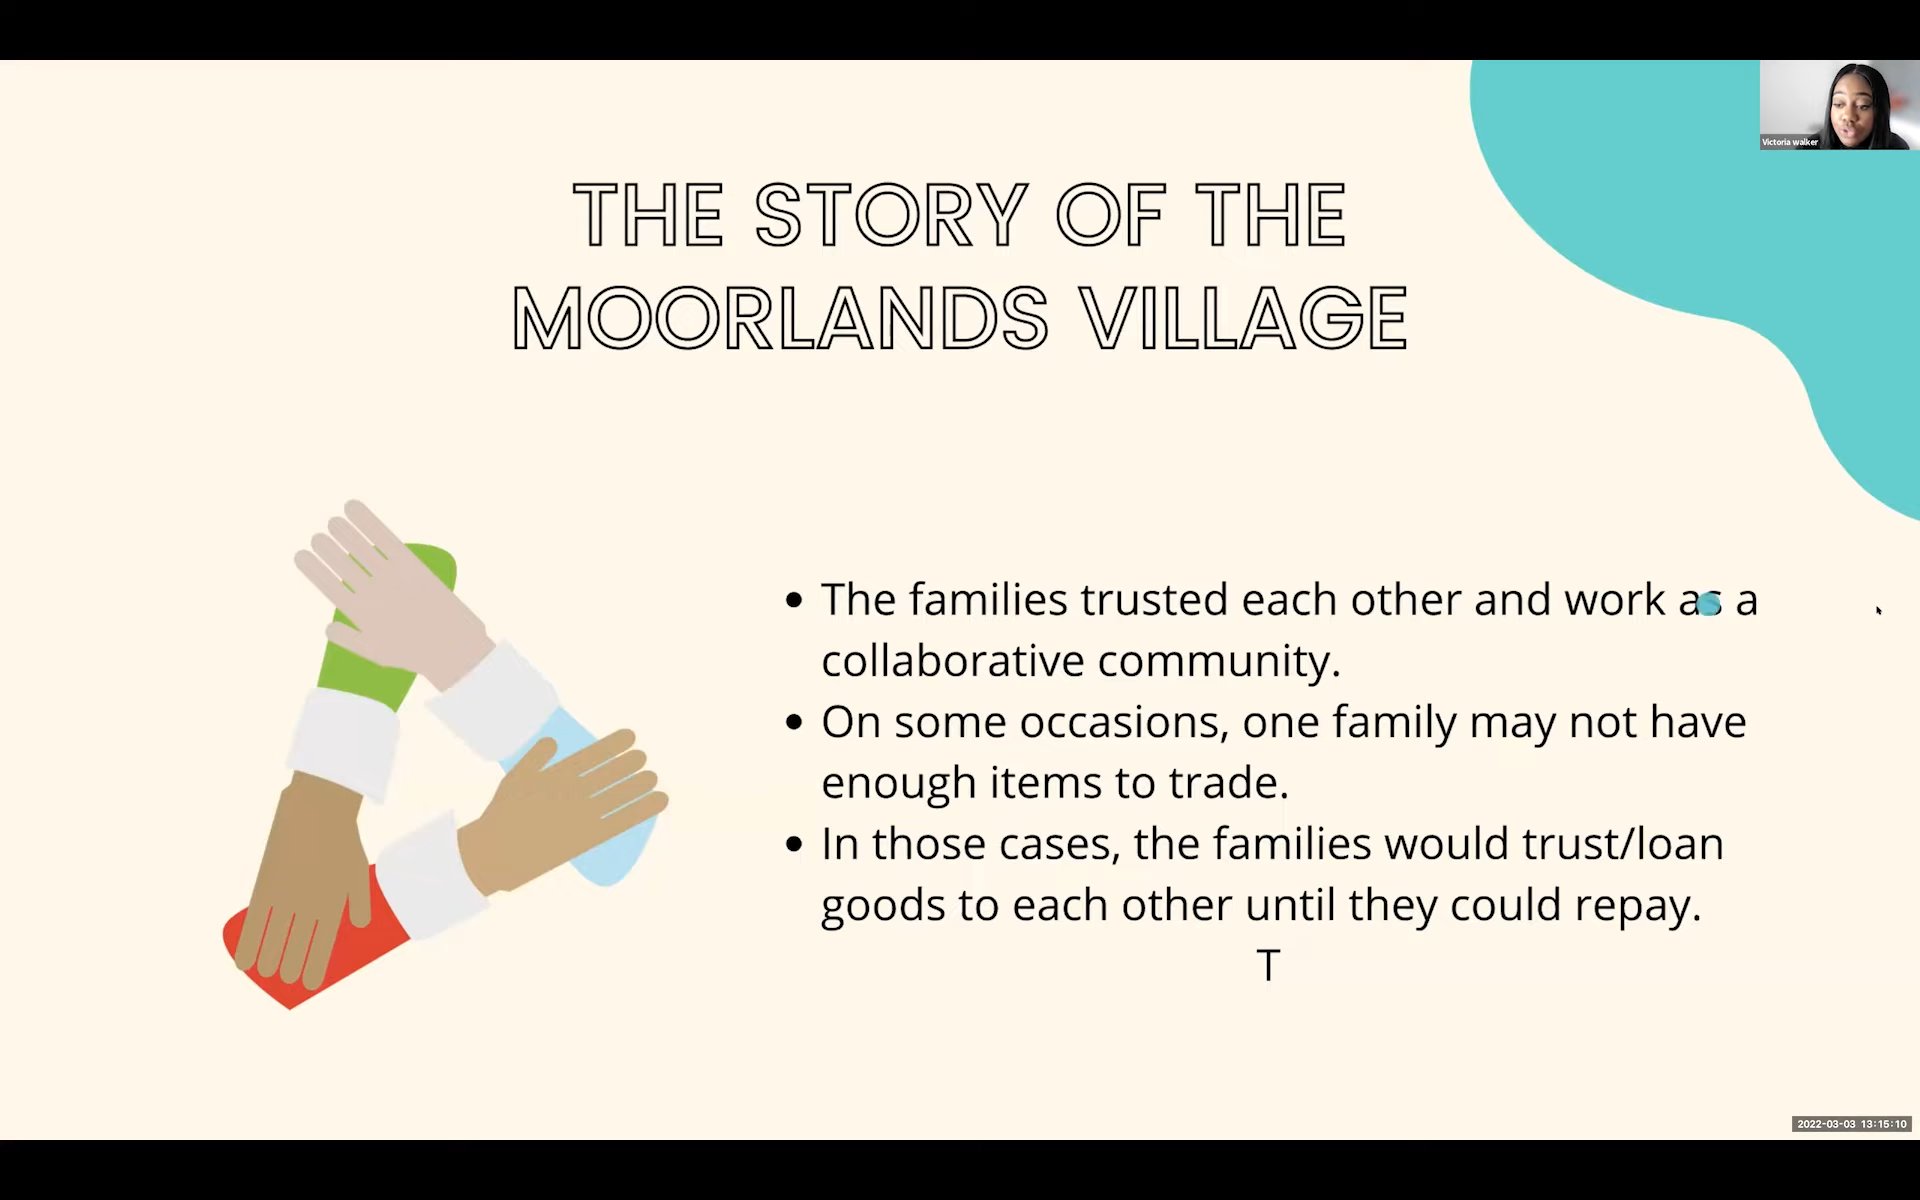 Victoria walker
THE STORY OF THE
MOORLANDS VILLAGE
• The families trusted each other and work as a
collaborative community.
• On some occasions, one family may not have
enough items to trade.
• In those cases, the families would trust/loan
goods to each other until they could repay.
T
2022-03-03 13:15:10